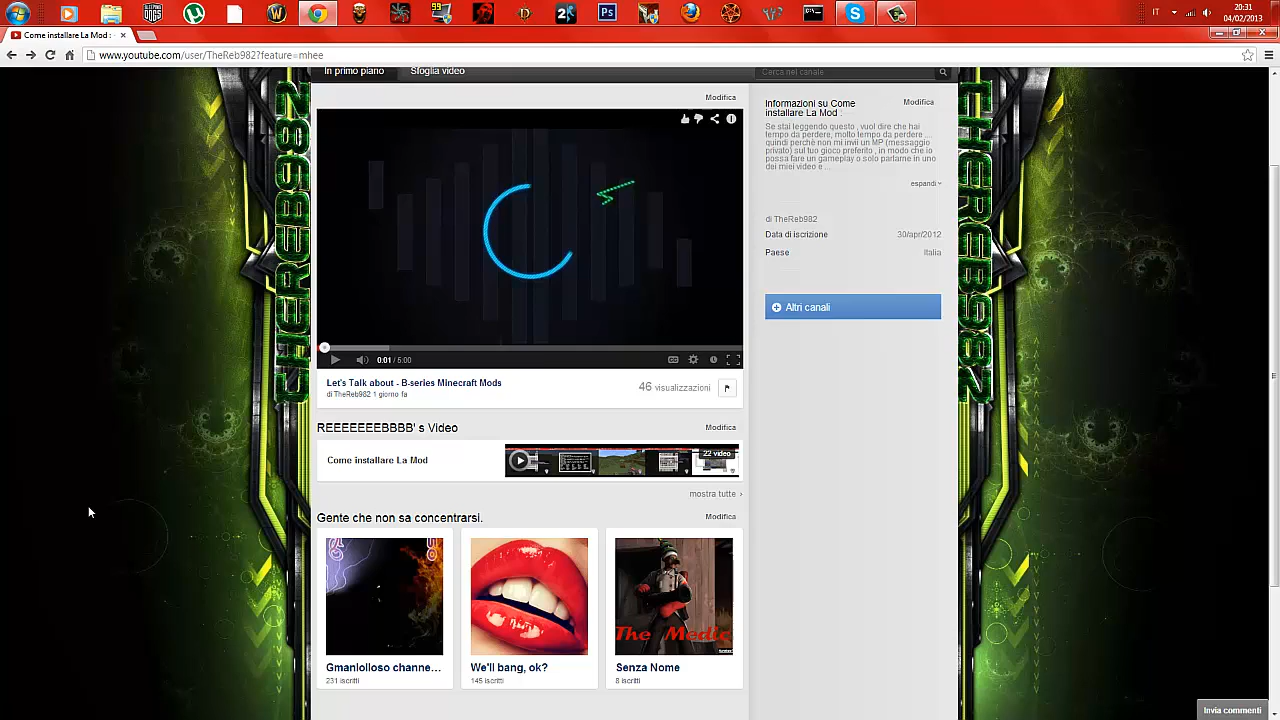 IT
20:31
04/02/2013
Come installare La Mod :
www.youtube.com/user/TheReb982?feature=mhee
In primo piano
Sfoglia video
Cerca nel canale
Modifica
0:01 / 5:00
Let's Talk about - B-series Minecraft Mods
di TheReb982 1 giorno fa
46 visualizzazioni
REEEEEEBBBB' s Video
Modifica
Come installare La Mod
22 video
mostra tutte
Gente che non sa concentrarsi.
Modifica
The Medic
Gmaniolloso channe...
231 iscritti
We'll bang, ok?
145 iscritti
Senza Nome
8 iscritti
Informazioni su Come
installare La Mod :
Modifica
Se stai leggendo questo , vuol dire che hai
tempo da perdere, molto tempo da perdere ...
quindi perchè non mi invii un MP (messaggio
privato) sul tuo gioco preferito , in modo che io
possa fare un gameplay o solo parlarne in uno
dei miei video e ...
espandi
di TheReb982
Data di iscrizione
30/apr/2012
Paese
Italia
Altri canali
THEREB982
THEREB982
Invia commenti